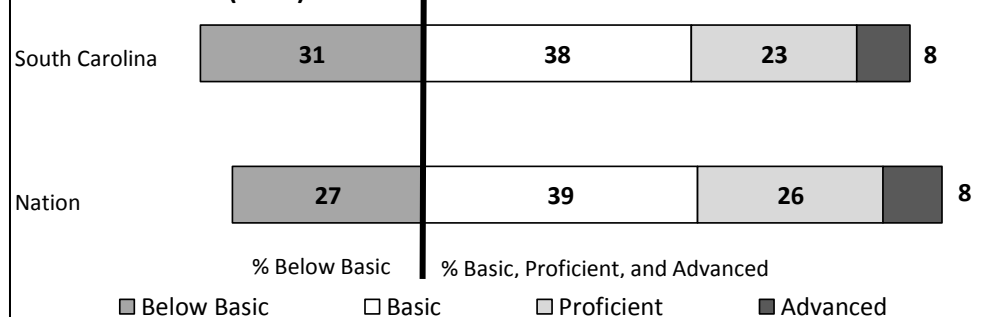 South Carolina 31 38 23 8
Nation 27 39 26 8
% Below Basic % Basic, Proficient, and Advanced
Below Basic Basic Proficient Advanced